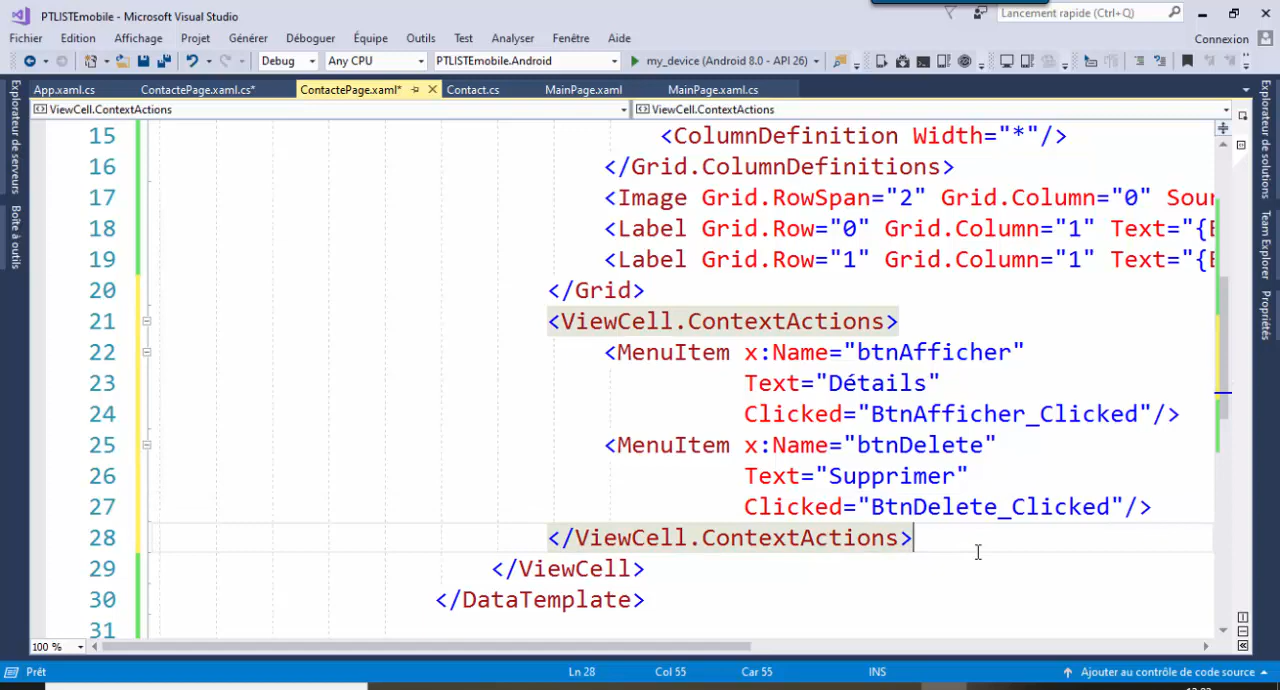 PTLISTEmobile - Microsoft Visual Studio
Lancement rapide (Ctrl+Q)
Fichier Edition Affichage Projet Générer Déboguer Équipe Outils Test Analyser Fenêtre Aide
Connexion
Debug Any CPU PTLISTEmobile.Android my_device (Android 8.0 - API 26)
App.xaml.cs ContactePage.xaml.cs* ContactePage.xaml* Contact.cs MainPage.xaml MainPage.xaml.cs
ViewCell.ContextActions ViewCell.ContextActions
Explorateur de serveurs
Boîte à outils
Explorateur de solutions
Team Explorer
Propriétés
15 <ColumnDefinition Width="*"/>
16 </Grid.ColumnDefinitions>
17 <Image Grid.RowSpan="2" Grid.Column="0" Sour
18 <Label Grid.Row="0" Grid.Column="1" Text="{
19 <Label Grid.Row="1" Grid.Column="1" Text="{
20 </Grid>
21 <ViewCell.ContextActions>
22 <MenuItem x:Name="btnAfficher"
23 Text="Détails"
24 Clicked="BtnAfficher_Clicked"/>
25 <MenuItem x:Name="btnDelete"
26 Text="Supprimer"
27 Clicked="BtnDelete_Clicked"/>
28 </ViewCell.ContextActions>
29 </ViewCell>
30 </DataTemplate>
31
100 %
Prêt Ln 28 Col 55 Car 55 INS Ajouter au contrôle de code source